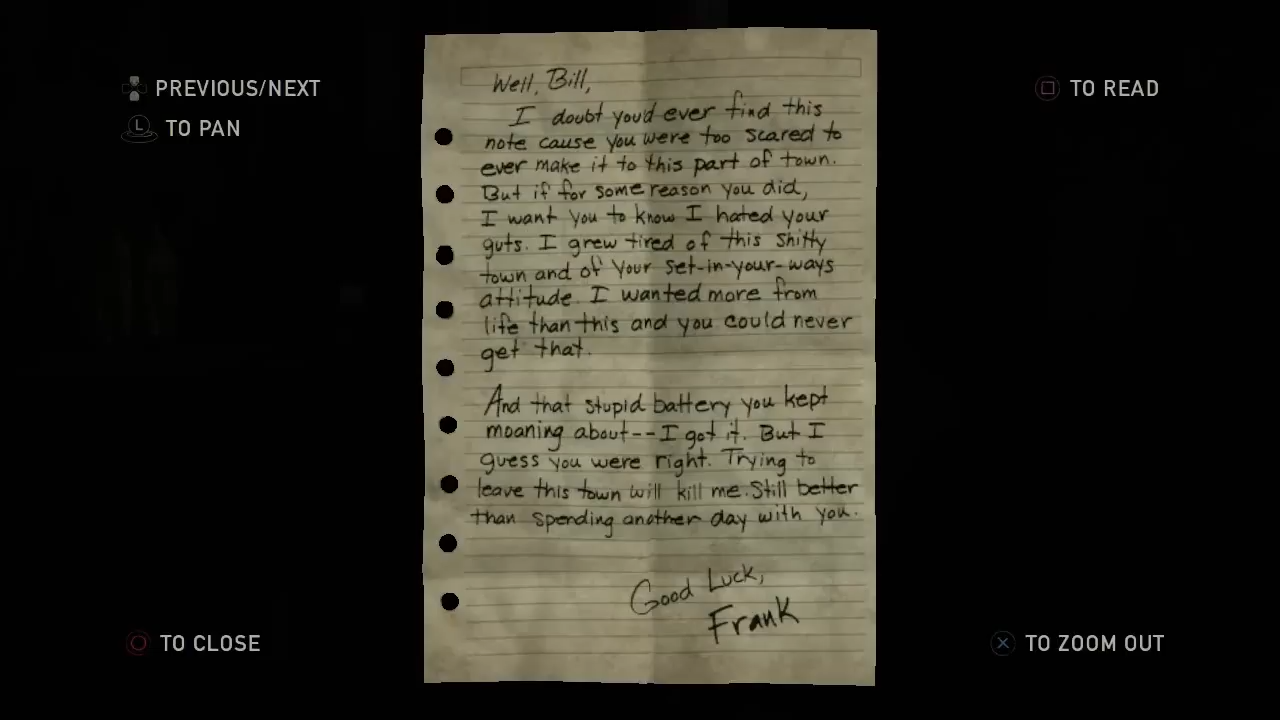 PREVIOUS/NEXT
L TO PAN
TO READ
Well, Bill,
I doubt you'd ever find this
note cause you were too scared to
ever make it to this part of town.
But if for some reason you did,
I want you to know I hated your
guts. I grew tired of this shitty
town and of your set-in-your-ways
attitude. I wanted more from
life than this and you could never
get that.
And that stupid battery you kept
moaning about--I got it. But I
guess you were right. Trying to
leave this town will kill me. Still better
than spending another day with you.
Good Luck,
Frank
TO CLOSE
TO ZOOM OUT